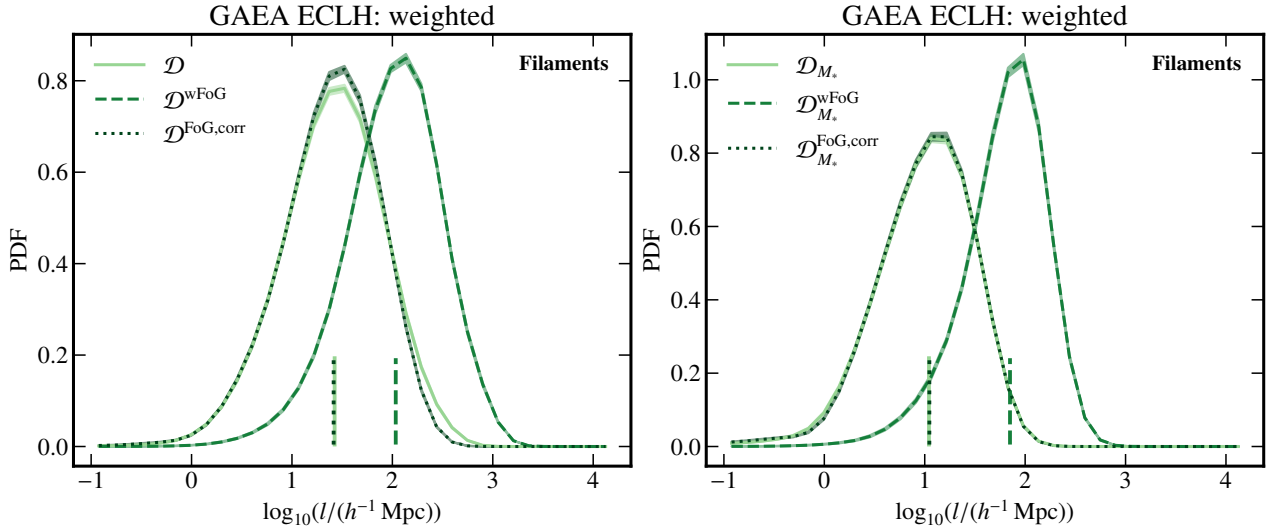 GAEA ECLH: weighted
𝒟
𝒟^wFoG
𝒟^FoG,corr
Filaments
PDF
0.8
0.6
0.4
0.2
0.0
−1 0 1 2 3 4
log₁₀(l/(h⁻¹ Mpc))
GAEA ECLH: weighted
𝒟_M*
𝒟_M*^wFoG
𝒟_M*^FoG,corr
Filaments
PDF
1.0
0.8
0.6
0.4
0.2
0.0
−1 0 1 2 3 4
log₁₀(l/(h⁻¹ Mpc))